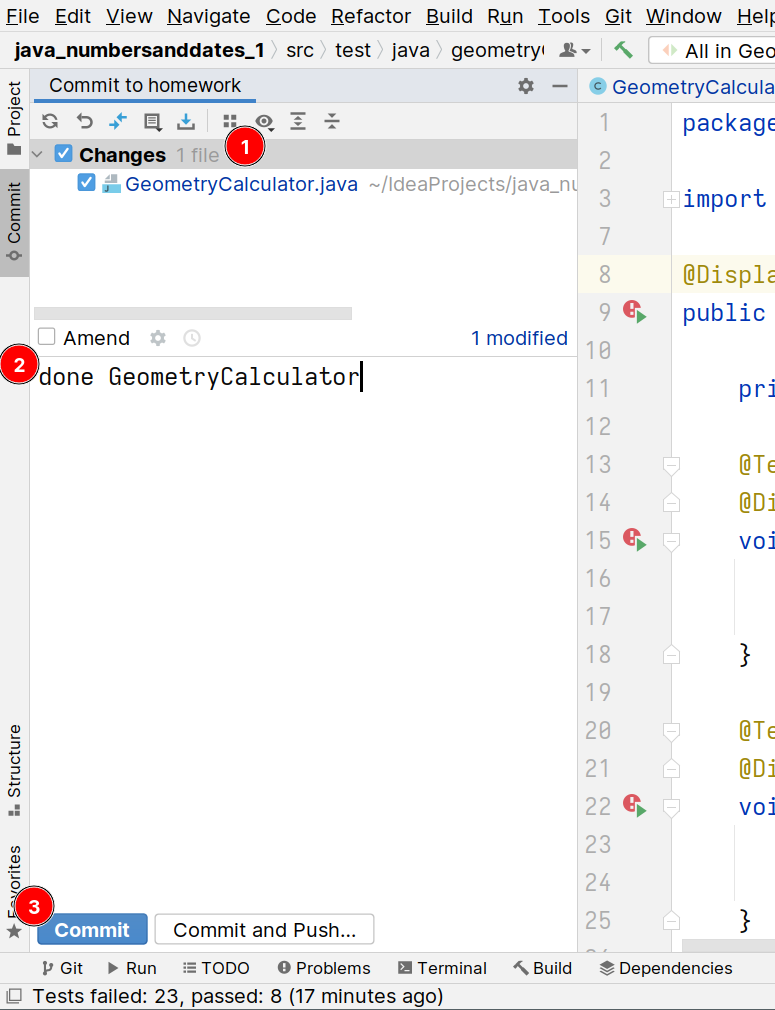 File Edit View Navigate Code Refactor Build Run Tools Git Window Help
java_numbersanddates_1 src test java geometry All in Geo
Project
Commit
Structure
Favorites
Commit to homework
1
Changes 1 file
GeometryCalculator.java ~/IdeaProjects/java_nu
Amend 1 modified
2
done GeometryCalculator
3
Commit Commit and Push...
C GeometryCalcula
1 package
2
3 import
7
8 @Displa
9 public
10
11 pri
12
13 @Te
14 @Di
15 voi
16
17
18 }
19
20 @Te
21 @Di
22 voi
23
24
25 }
Git Run TODO Problems Terminal Build Dependencies
Tests failed: 23, passed: 8 (17 minutes ago)